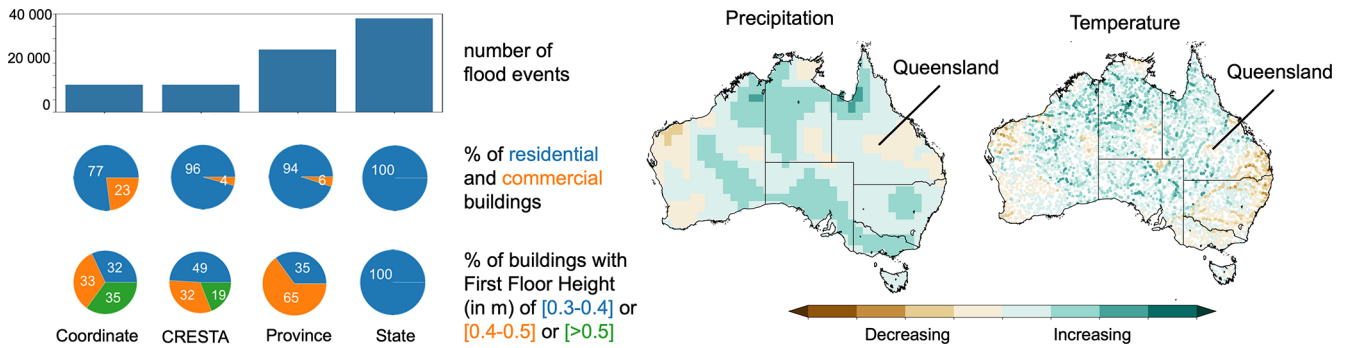 40 000
20 000
0
number of
flood events
77
23
96
4
94
6
100
% of residential
and commercial
buildings
33
32
35
49
32
19
35
65
100
% of buildings with
First Floor Height
(in m) of [0.3-0.4] or
[0.4-0.5] or [>0.5]
Coordinate
CRESTA
Province
State
Precipitation
Queensland
Temperature
Queensland
Decreasing
Increasing